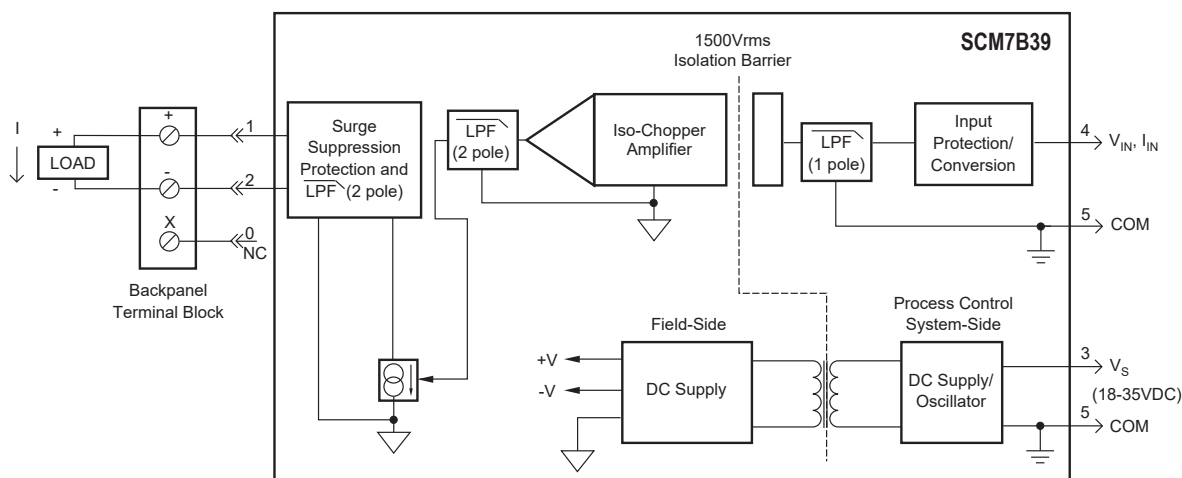 SCM7B39
1500Vrms
Isolation Barrier
I
+
LOAD
-
+
-
X
1
2
0
NC
Backpanel
Terminal Block
Surge
Suppression
Protection and
LPF (2 pole)
LPF
(2 pole)
Iso-Chopper
Amplifier
LPF
(1 pole)
Input
Protection/
Conversion
4
VIN, IIN
5
COM
Field-Side
+V
-V
DC Supply
Process Control
System-Side
DC Supply/
Oscillator
3
VS
(18-35VDC)
5
COM